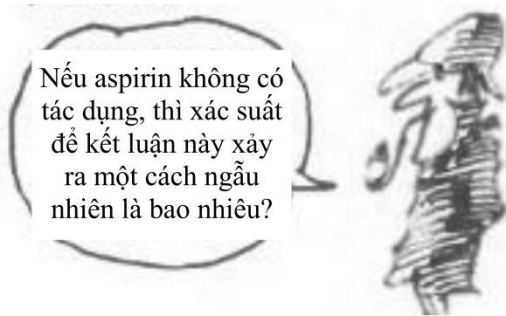 Nếu aspirin không có
tác dụng, thì xác suất
để kết luận này xảy
ra một cách ngẫu
nhiên là bao nhiêu?